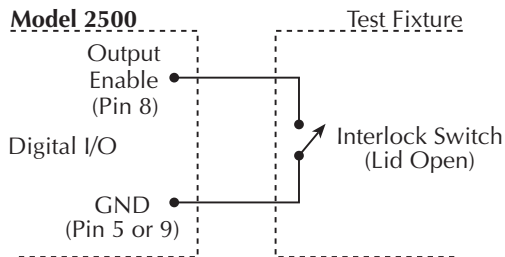 Model 2500
Test Fixture
Output
Enable
(Pin 8)
Digital I/O
Interlock Switch
(Lid Open)
GND
(Pin 5 or 9)